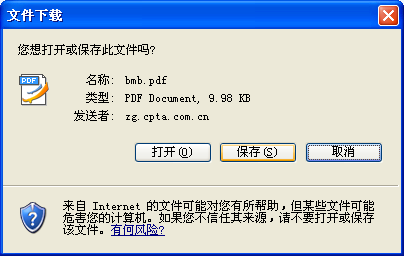 文件下载
您想打开或保存此文件吗?
PDF
名称: bmb.pdf
类型: PDF Document, 9.98 KB
发送者: zg.cpta.com.cn
打开(O) 保存(S) 取消
来自 Internet 的文件可能对您有所帮助,但某些文件可能
危害您的计算机。如果您不信任其来源,请不要打开或保存
该文件。有何风险?